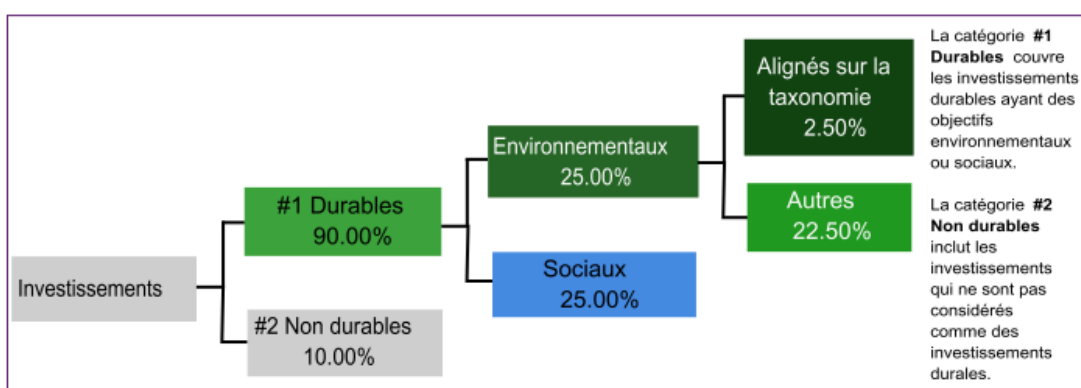 Investissements
#1 Durables
90.00%
#2 Non durables
10.00%
Environnementaux
25.00%
Sociaux
25.00%
Alignés sur la
taxonomie
2.50%
Autres
22.50%
La catégorie #1
Durables couvre
les investissements
durables ayant des
objectifs
environnementaux
ou sociaux.
La catégorie #2
Non durables
inclut les
investissements
qui ne sont pas
considérés
comme des
investissements
durales.